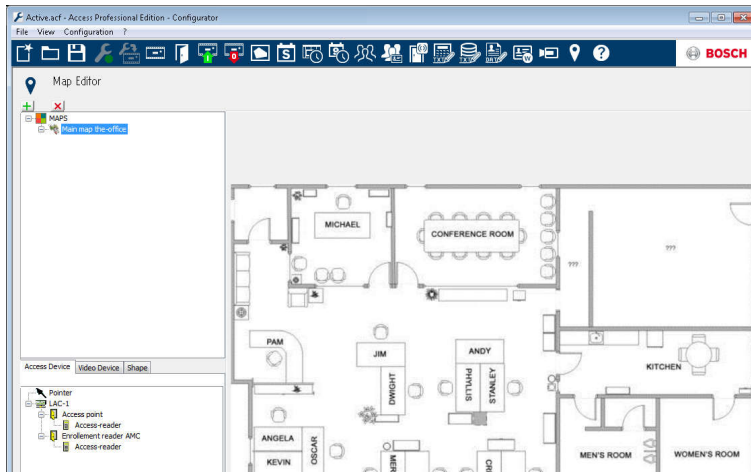 Active.acf - Access Professional Edition - Configurator
File View Configuration ?
BOSCH
Map Editor
MAPS
Main map the-office
Access Device Video Device Shape
Pointer
LAC-1
Access point
Access-reader
Enrollement reader AMC
Access-reader
MICHAEL
CONFERENCE ROOM
???
???
PAM
JIM
ANDY
DWIGHT
PHYLLIS
STANLEY
KITCHEN
ANGELA
OSCAR
KEVIN
MEN'S ROOM
WOMEN'S ROOM